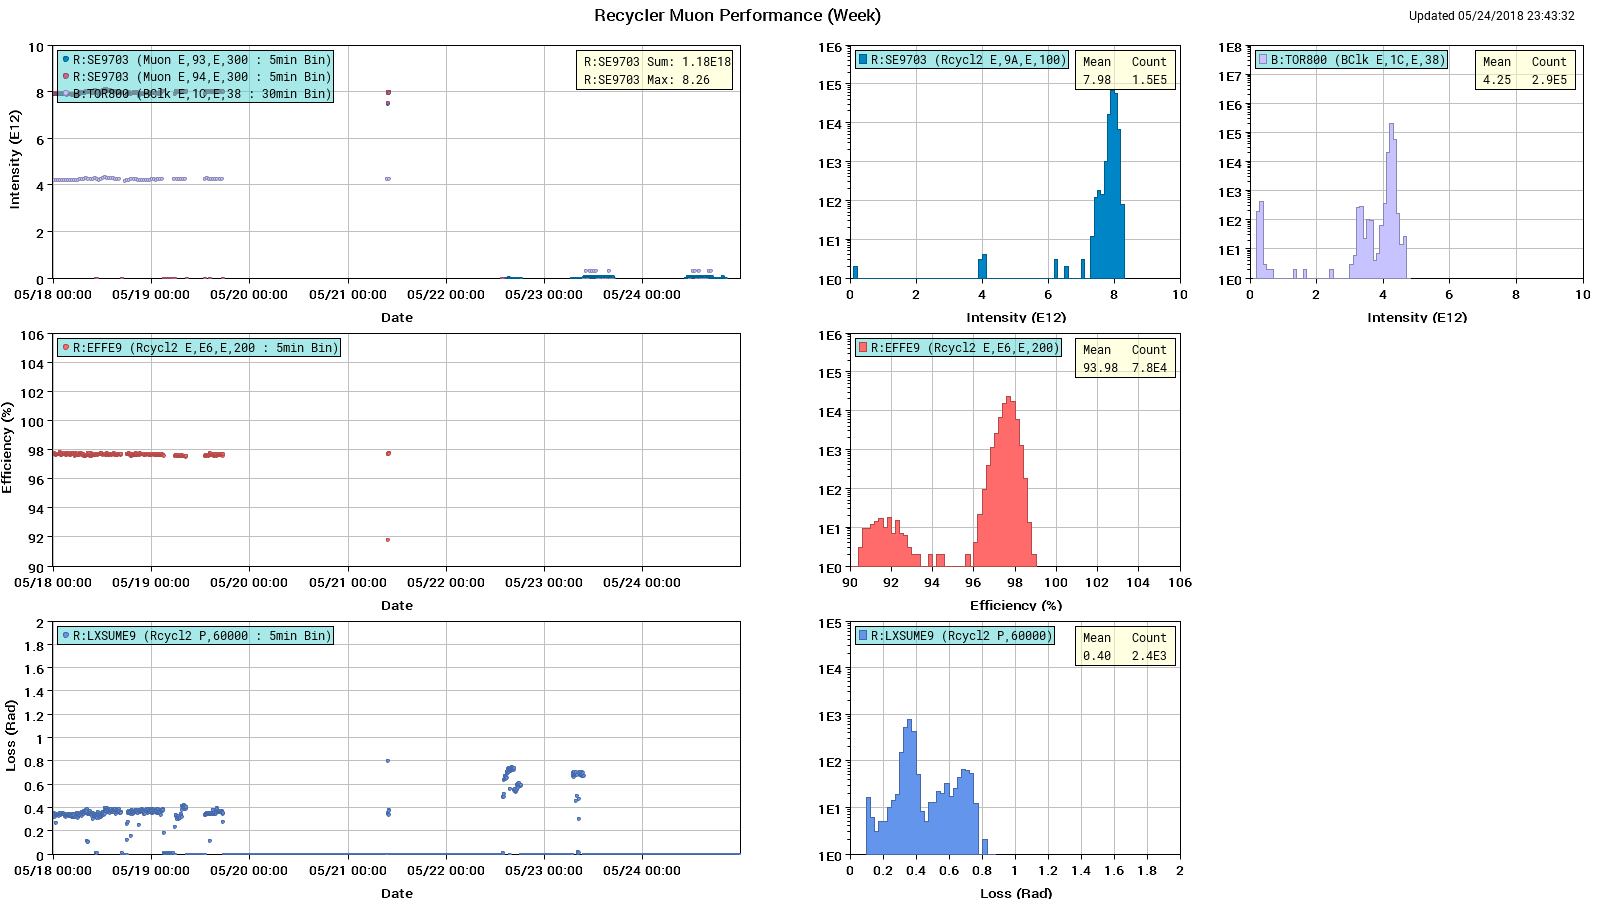 Recycler Muon Performance (Week)
Updated 05/24/2018 23:43:32
R:SE9703 (Muon E,93,E,300 : 5min Bin)
R:SE9703 (Muon E,94,E,300 : 5min Bin)
B:TOR800 (BClk E,1C,E,38 : 30min Bin)
R:SE9703 Sum: 1.18E18
R:SE9703 Max: 8.26
10
8
6
4
2
0
Intensity (E12)
05/18 00:00 05/19 00:00 05/20 00:00 05/21 00:00 05/22 00:00 05/23 00:00 05/24 00:00
Date
R:SE9703 (Rcycl2 E,9A,E,100)
Mean Count
7.98 1.5E5
1E6
1E5
1E4
1E3
1E2
1E1
1E0
0 2 4 6 8 10
Intensity (E12)
B:TOR800 (BClk E,1C,E,38)
Mean Count
4.25 2.9E5
1E8
1E7
1E6
1E5
1E4
1E3
1E2
1E1
1E0
0 2 4 6 8 10
Intensity (E12)
R:EFFE9 (Rcycl2 E,E6,E,200 : 5min Bin)
106
104
102
100
98
96
94
92
90
Efficiency (%)
05/18 00:00 05/19 00:00 05/20 00:00 05/21 00:00 05/22 00:00 05/23 00:00 05/24 00:00
Date
R:EFFE9 (Rcycl2 E,E6,E,200)
Mean Count
93.98 7.8E4
1E6
1E5
1E4
1E3
1E2
1E1
1E0
90 92 94 96 98 100 102 104 106
Efficiency (%)
R:LXSUME9 (Rcycl2 P,60000 : 5min Bin)
2
1.8
1.6
1.4
1.2
1
0.8
0.6
0.4
0.2
0
Loss (Rad)
05/18 00:00 05/19 00:00 05/20 00:00 05/21 00:00 05/22 00:00 05/23 00:00 05/24 00:00
Date
R:LXSUME9 (Rcycl2 P,60000)
Mean Count
0.40 2.4E3
1E5
1E4
1E3
1E2
1E1
1E0
0 0.2 0.4 0.6 0.8 1 1.2 1.4 1.6 1.8 2
Loss (Rad)